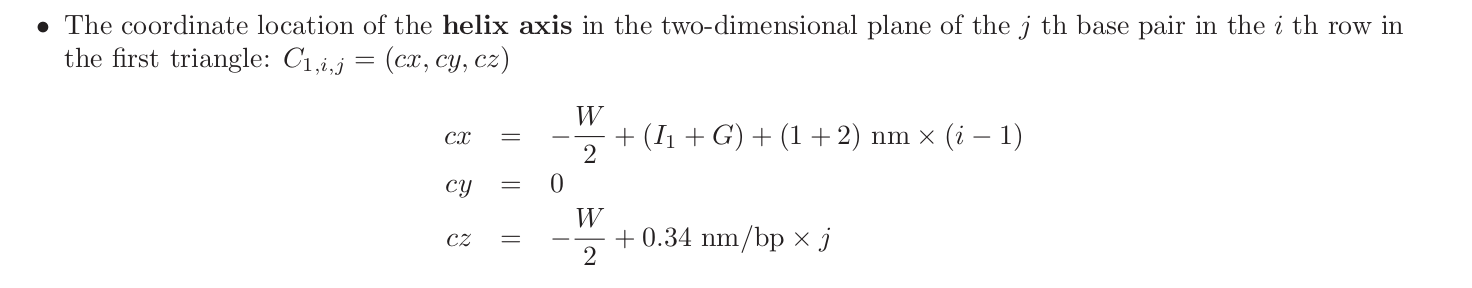 • The coordinate location of the helix axis in the two-dimensional plane of the j th base pair in the i th row in
the first triangle: C₁,ᵢ,ⱼ = (cx, cy, cz)
cx = −W/2 + (I₁ + G) + (1 + 2) nm × (i − 1)
cy = 0
cz = −W/2 + 0.34 nm/bp × j